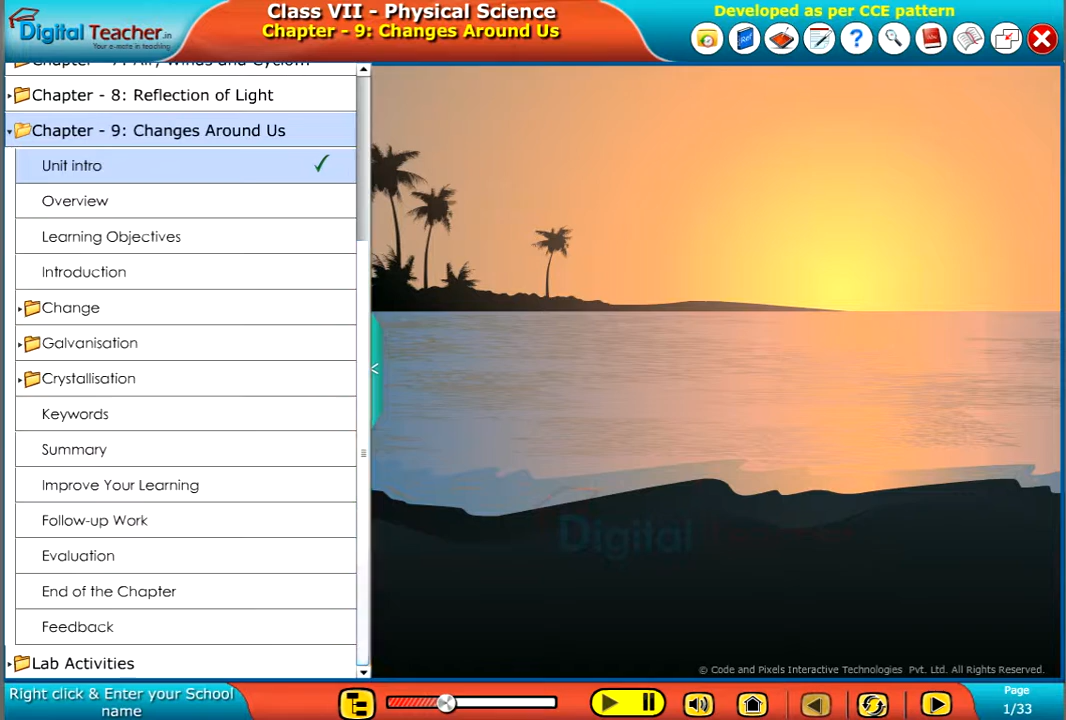 Digital Teacher.in
Your e-mate in teaching
Class VII - Physical Science
Chapter - 9: Changes Around Us
Developed as per CCE pattern
iRef
?
Chapter - 8: Reflection of Light
Chapter - 9: Changes Around Us
Unit intro
Overview
Learning Objectives
Introduction
Change
Galvanisation
Crystallisation
Keywords
Summary
Improve Your Learning
Follow-up Work
Evaluation
End of the Chapter
Feedback
Lab Activities
Digital Teacher
© Code and Pixels Interactive Technologies Pvt. Ltd. All Rights Reserved.
Right click & Enter your School
name
Page
1/33